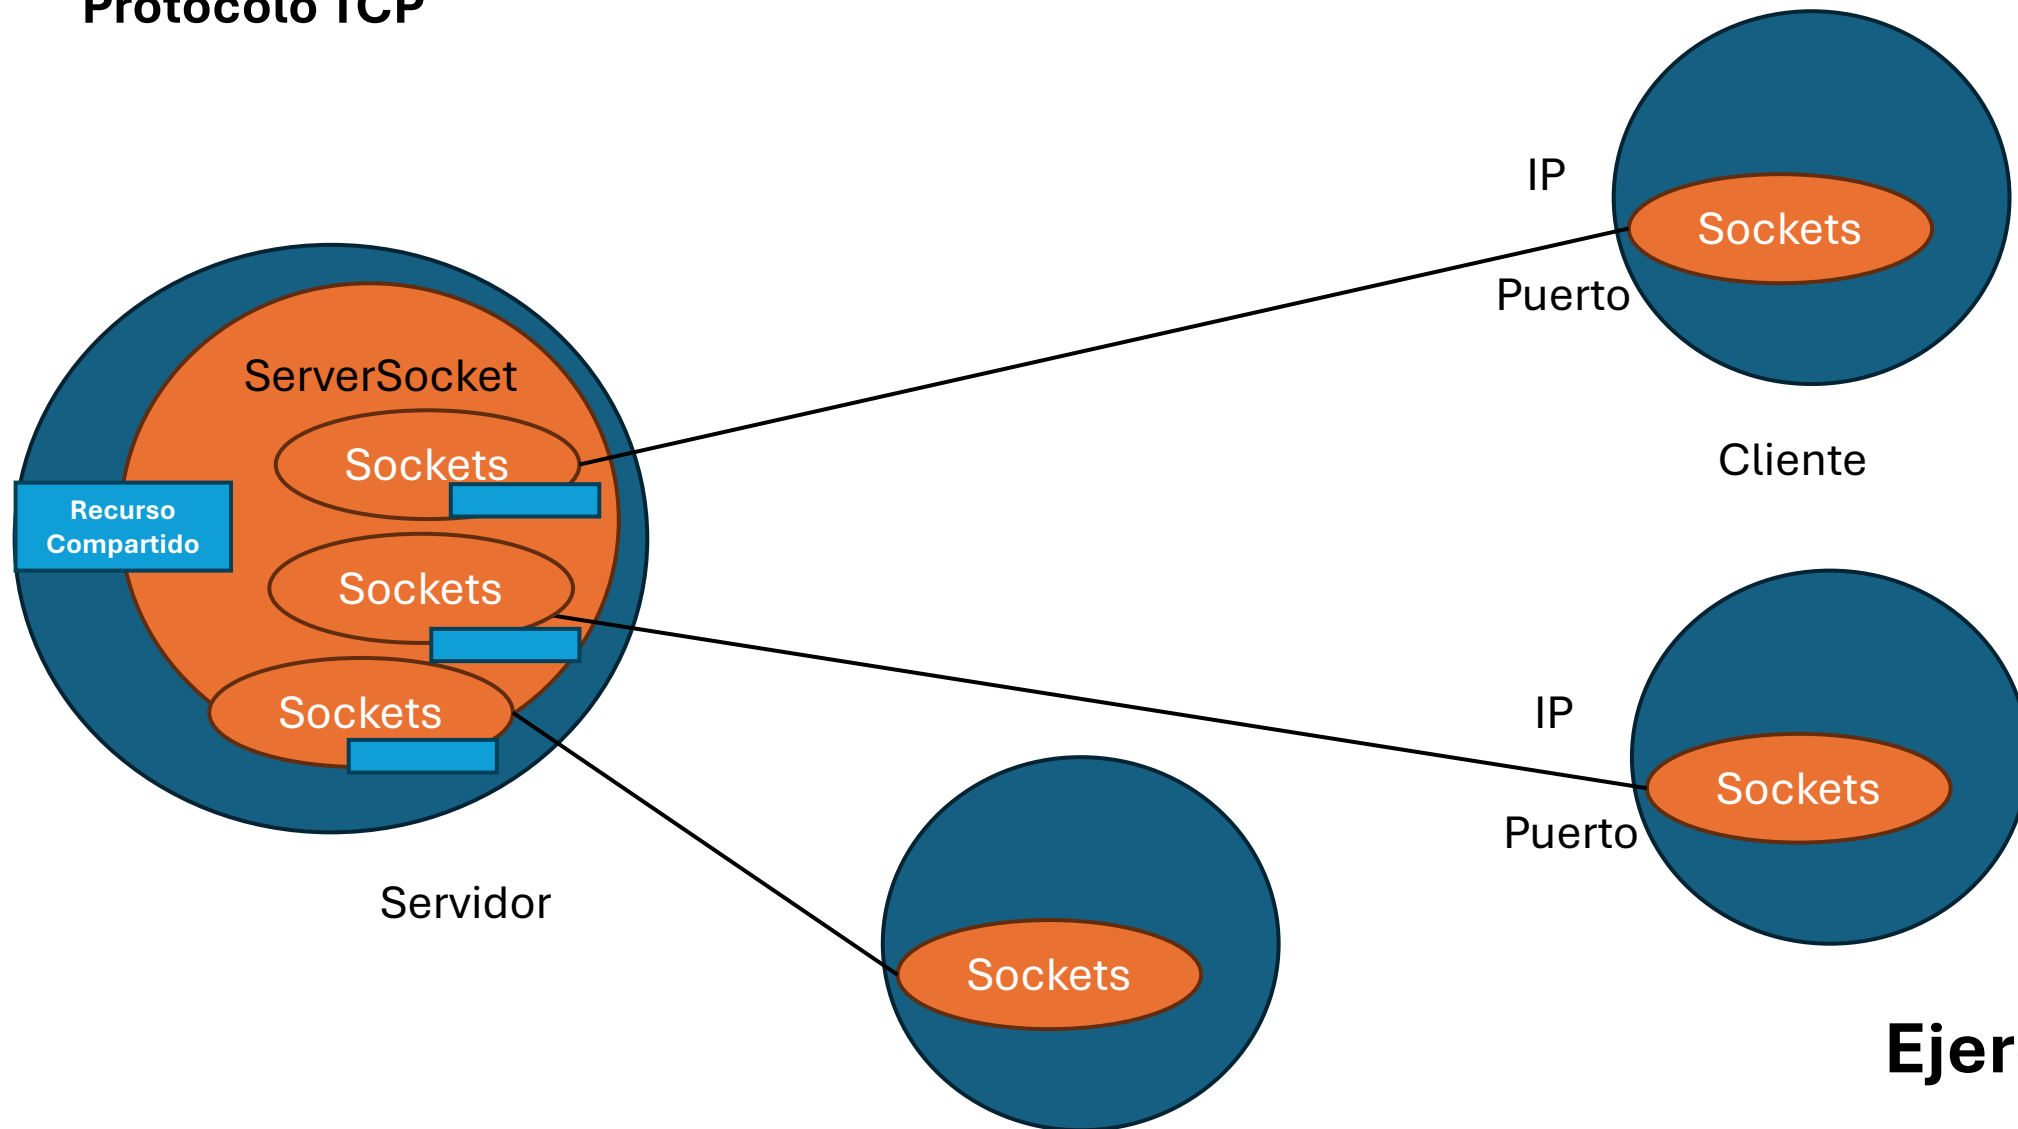 Protocolo TCP
IP
Sockets
Puerto
ServerSocket
Sockets
Cliente
Recurso
Compartido
Sockets
Sockets
IP
Sockets
Puerto
Servidor
Sockets
Ejer